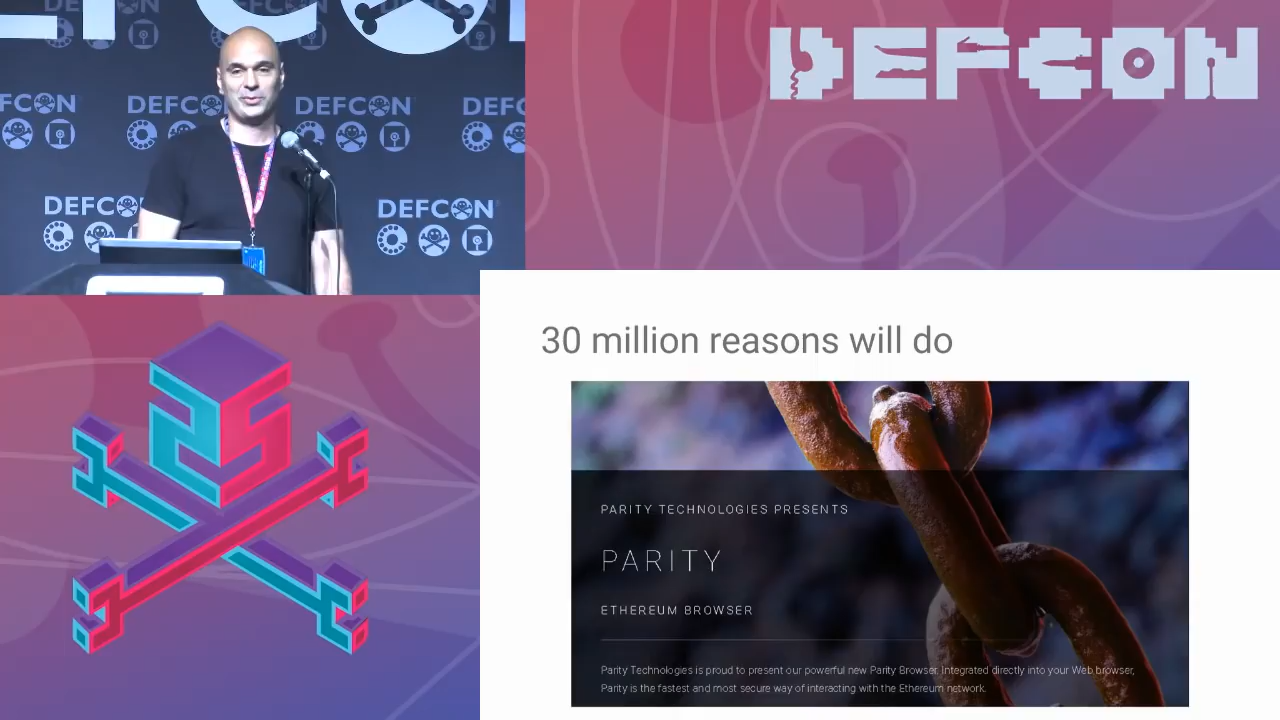 DEFCON
DEFCON
DEFCON
DEFCON
DEFCON
30 million reasons will do
PARITY TECHNOLOGIES PRESENTS
PARITY
ETHEREUM BROWSER
Parity Technologies is proud to present our powerful new Parity Browser. Integrated directly into your Web browser,
Parity is the fastest and most secure way of interacting with the Ethereum network.